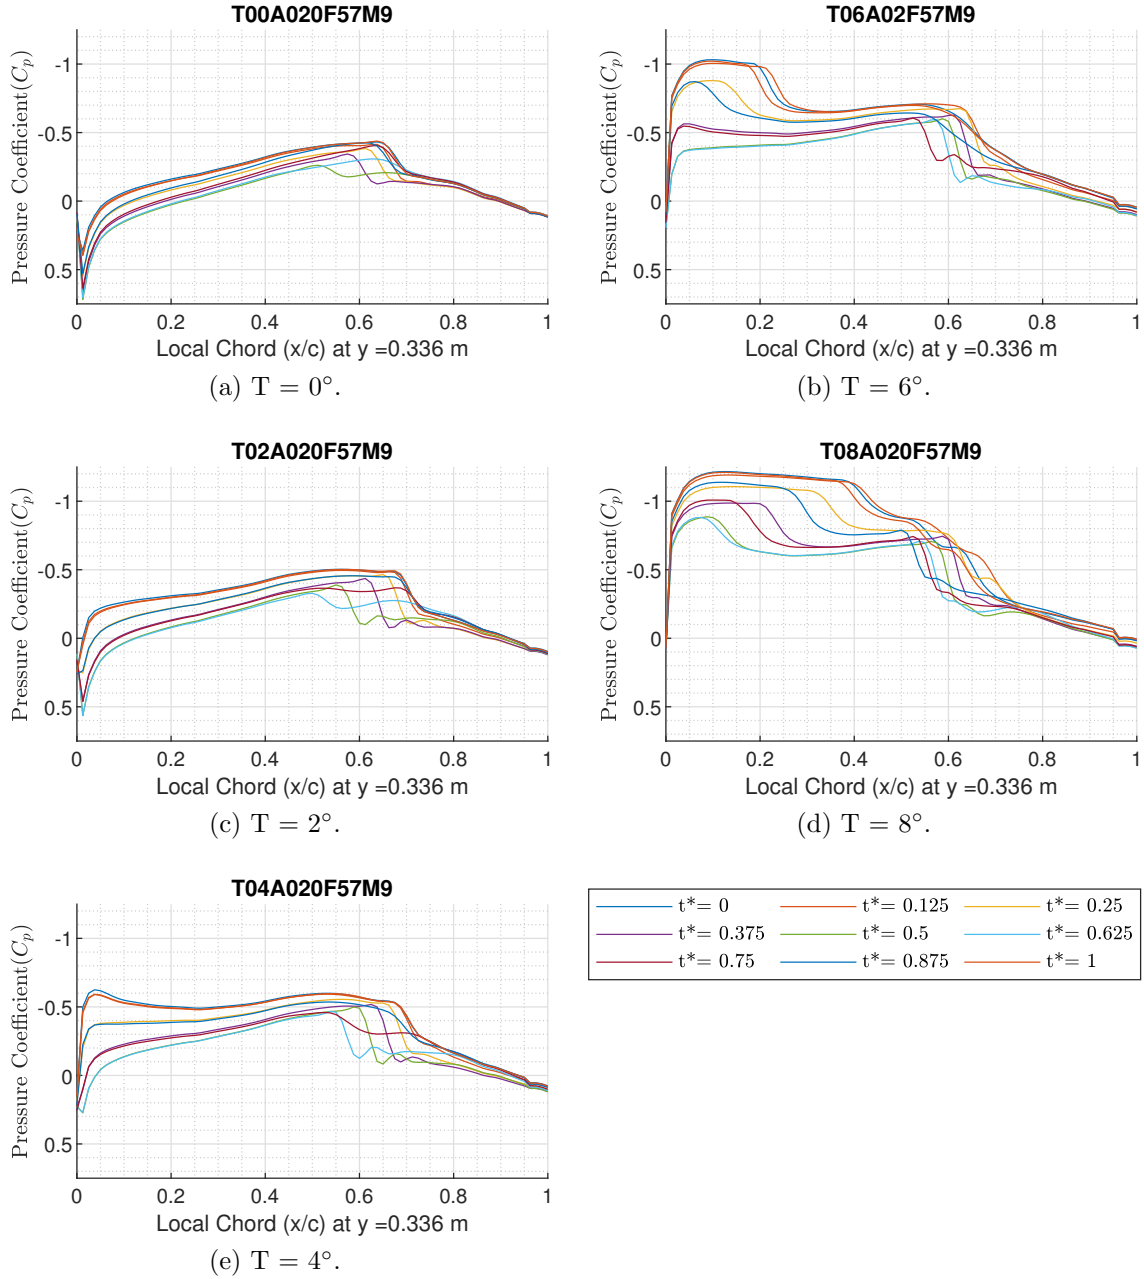 T00A020F57M9
Pressure Coefficient(Cp)
-1
-0.5
0
0.5
0 0.2 0.4 0.6 0.8 1
Local Chord (x/c) at y =0.336 m
(a) T = 0°.
T06A02F57M9
Pressure Coefficient(Cp)
-1
-0.5
0
0.5
0 0.2 0.4 0.6 0.8 1
Local Chord (x/c) at y =0.336 m
(b) T = 6°.
T02A020F57M9
Pressure Coefficient(Cp)
-1
-0.5
0
0.5
0 0.2 0.4 0.6 0.8 1
Local Chord (x/c) at y =0.336 m
(c) T = 2°.
T08A020F57M9
Pressure Coefficient(Cp)
-1
-0.5
0
0.5
0 0.2 0.4 0.6 0.8 1
Local Chord (x/c) at y =0.336 m
(d) T = 8°.
T04A020F57M9
Pressure Coefficient(Cp)
-1
-0.5
0
0.5
0 0.2 0.4 0.6 0.8 1
Local Chord (x/c) at y =0.336 m
(e) T = 4°.
t*= 0 t*= 0.125 t*= 0.25
t*= 0.375 t*= 0.5 t*= 0.625
t*= 0.75 t*= 0.875 t*= 1